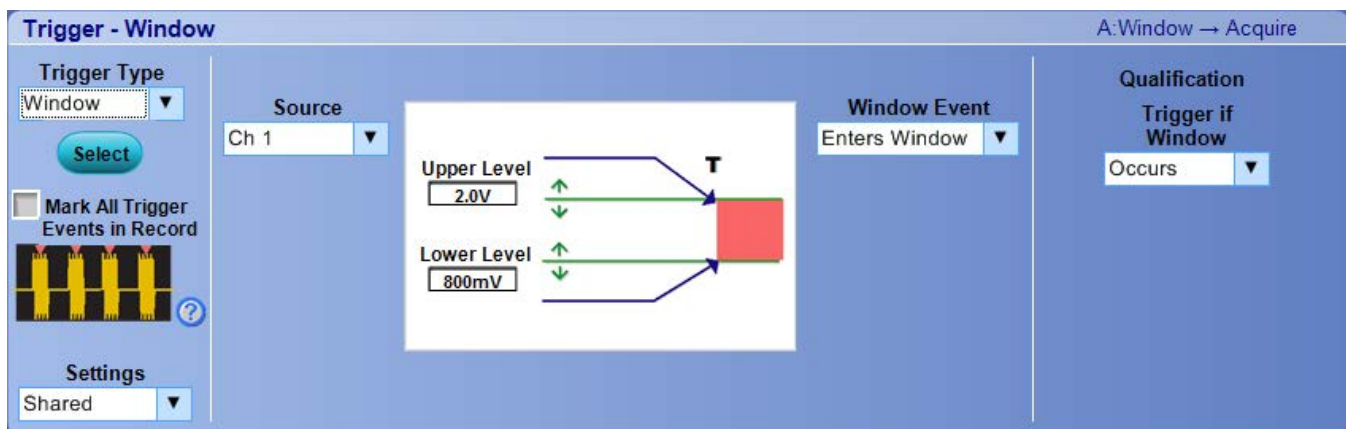 Trigger - Window
A:Window → Acquire
Trigger Type
Window
Select
Mark All Trigger
Events in Record
?
Settings
Shared
Source
Ch 1
Upper Level
2.0V
Lower Level
800mV
T
Window Event
Enters Window
Qualification
Trigger if
Window
Occurs